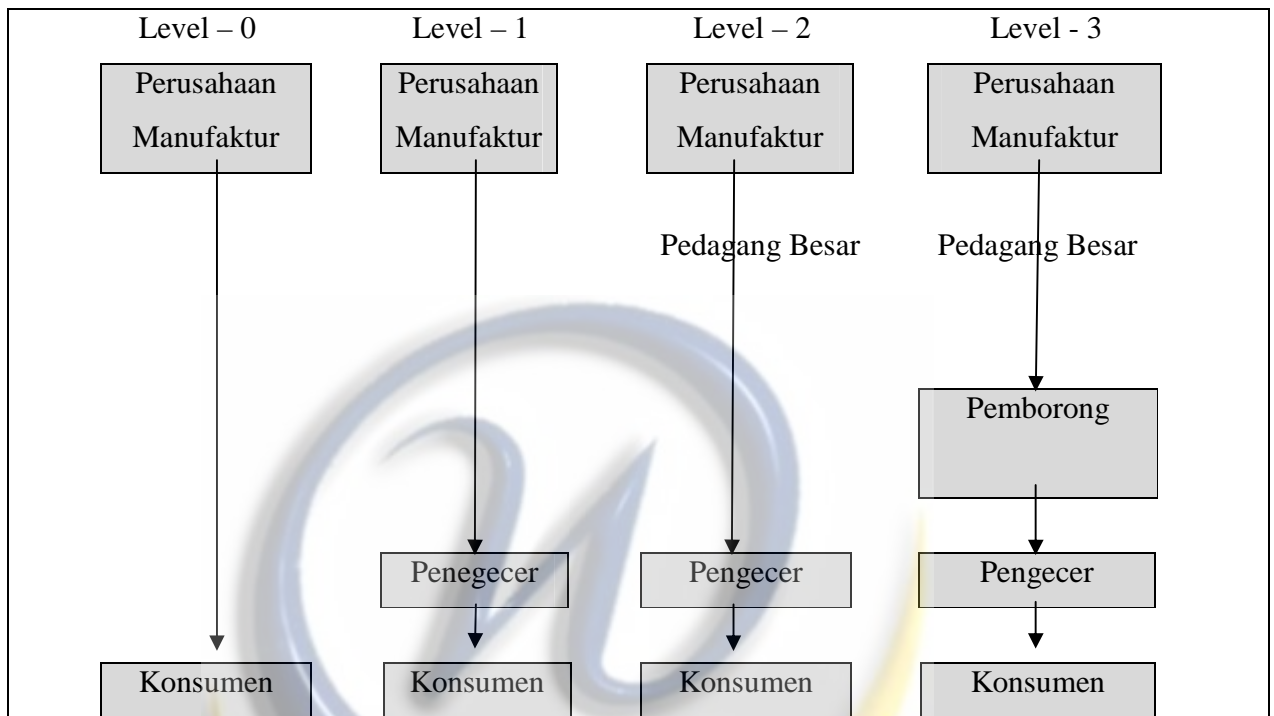 Level – 0 Level – 1 Level – 2 Level - 3
Perusahaan Perusahaan Perusahaan Perusahaan
Manufaktur Manufaktur Manufaktur Manufaktur
Pedagang Besar Pedagang Besar
Pemborong
Penegecer Pengecer Pengecer
Konsumen Konsumen Konsumen Konsumen